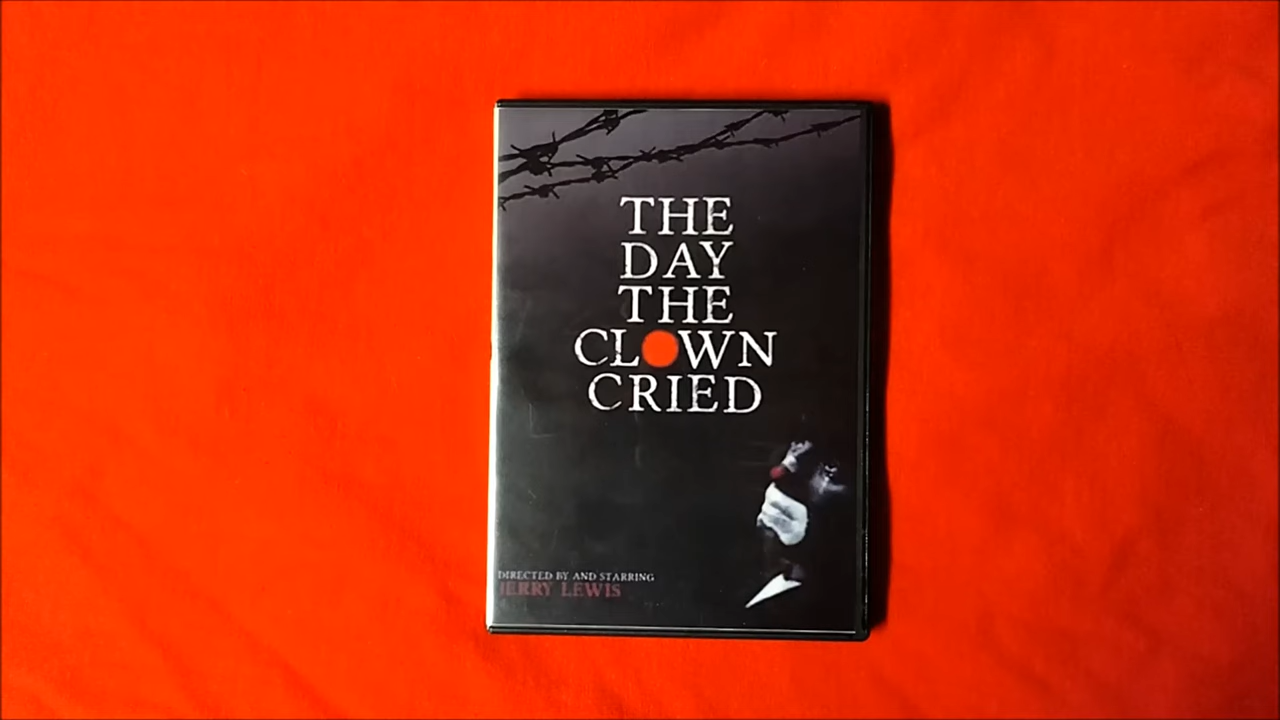 THE
DAY
THE
CLOWN
CRIED
DIRECTED BY AND STARRING
JERRY LEWIS